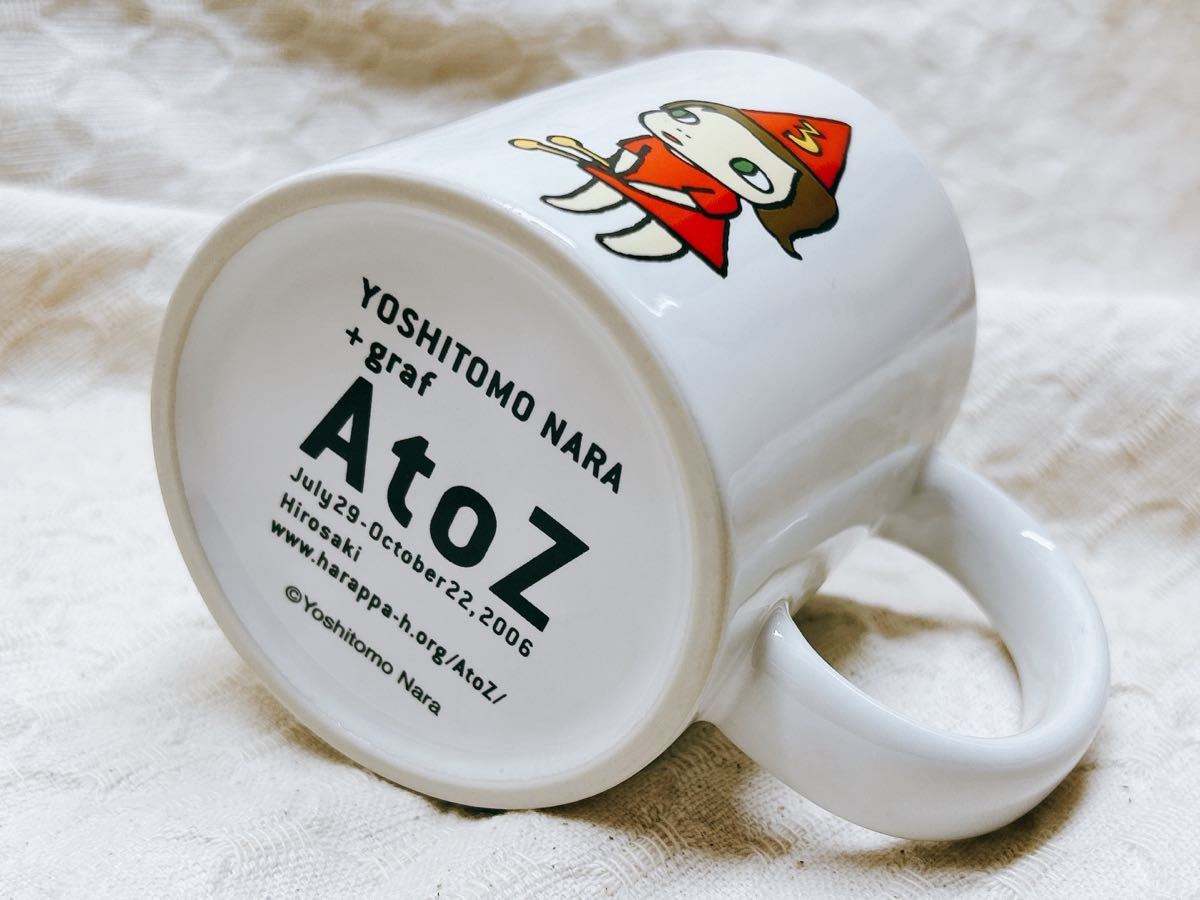 W
YOSHITOMO NARA
+graf
AtoZ
July29-October22,2006
Hirosaki
www.harappa-h.org/AtoZ/
©Yoshitomo Nara